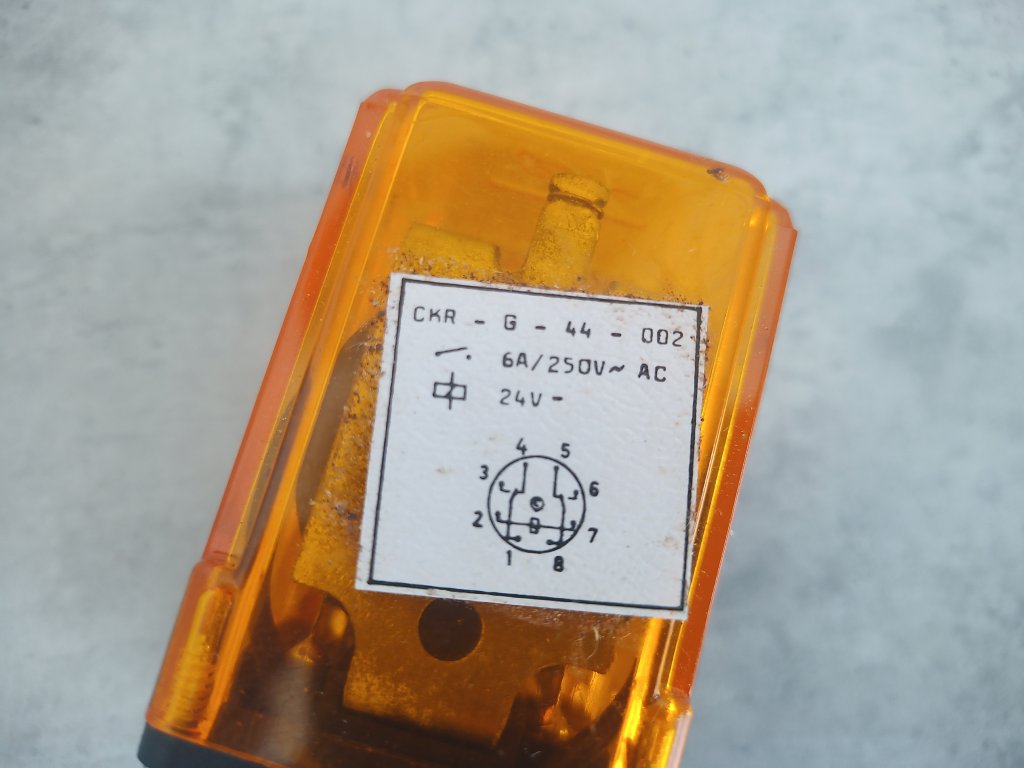 CKR - G - 44 - 002
6A/250V~ AC
24V -
4 5
3 6
2 7
1 8